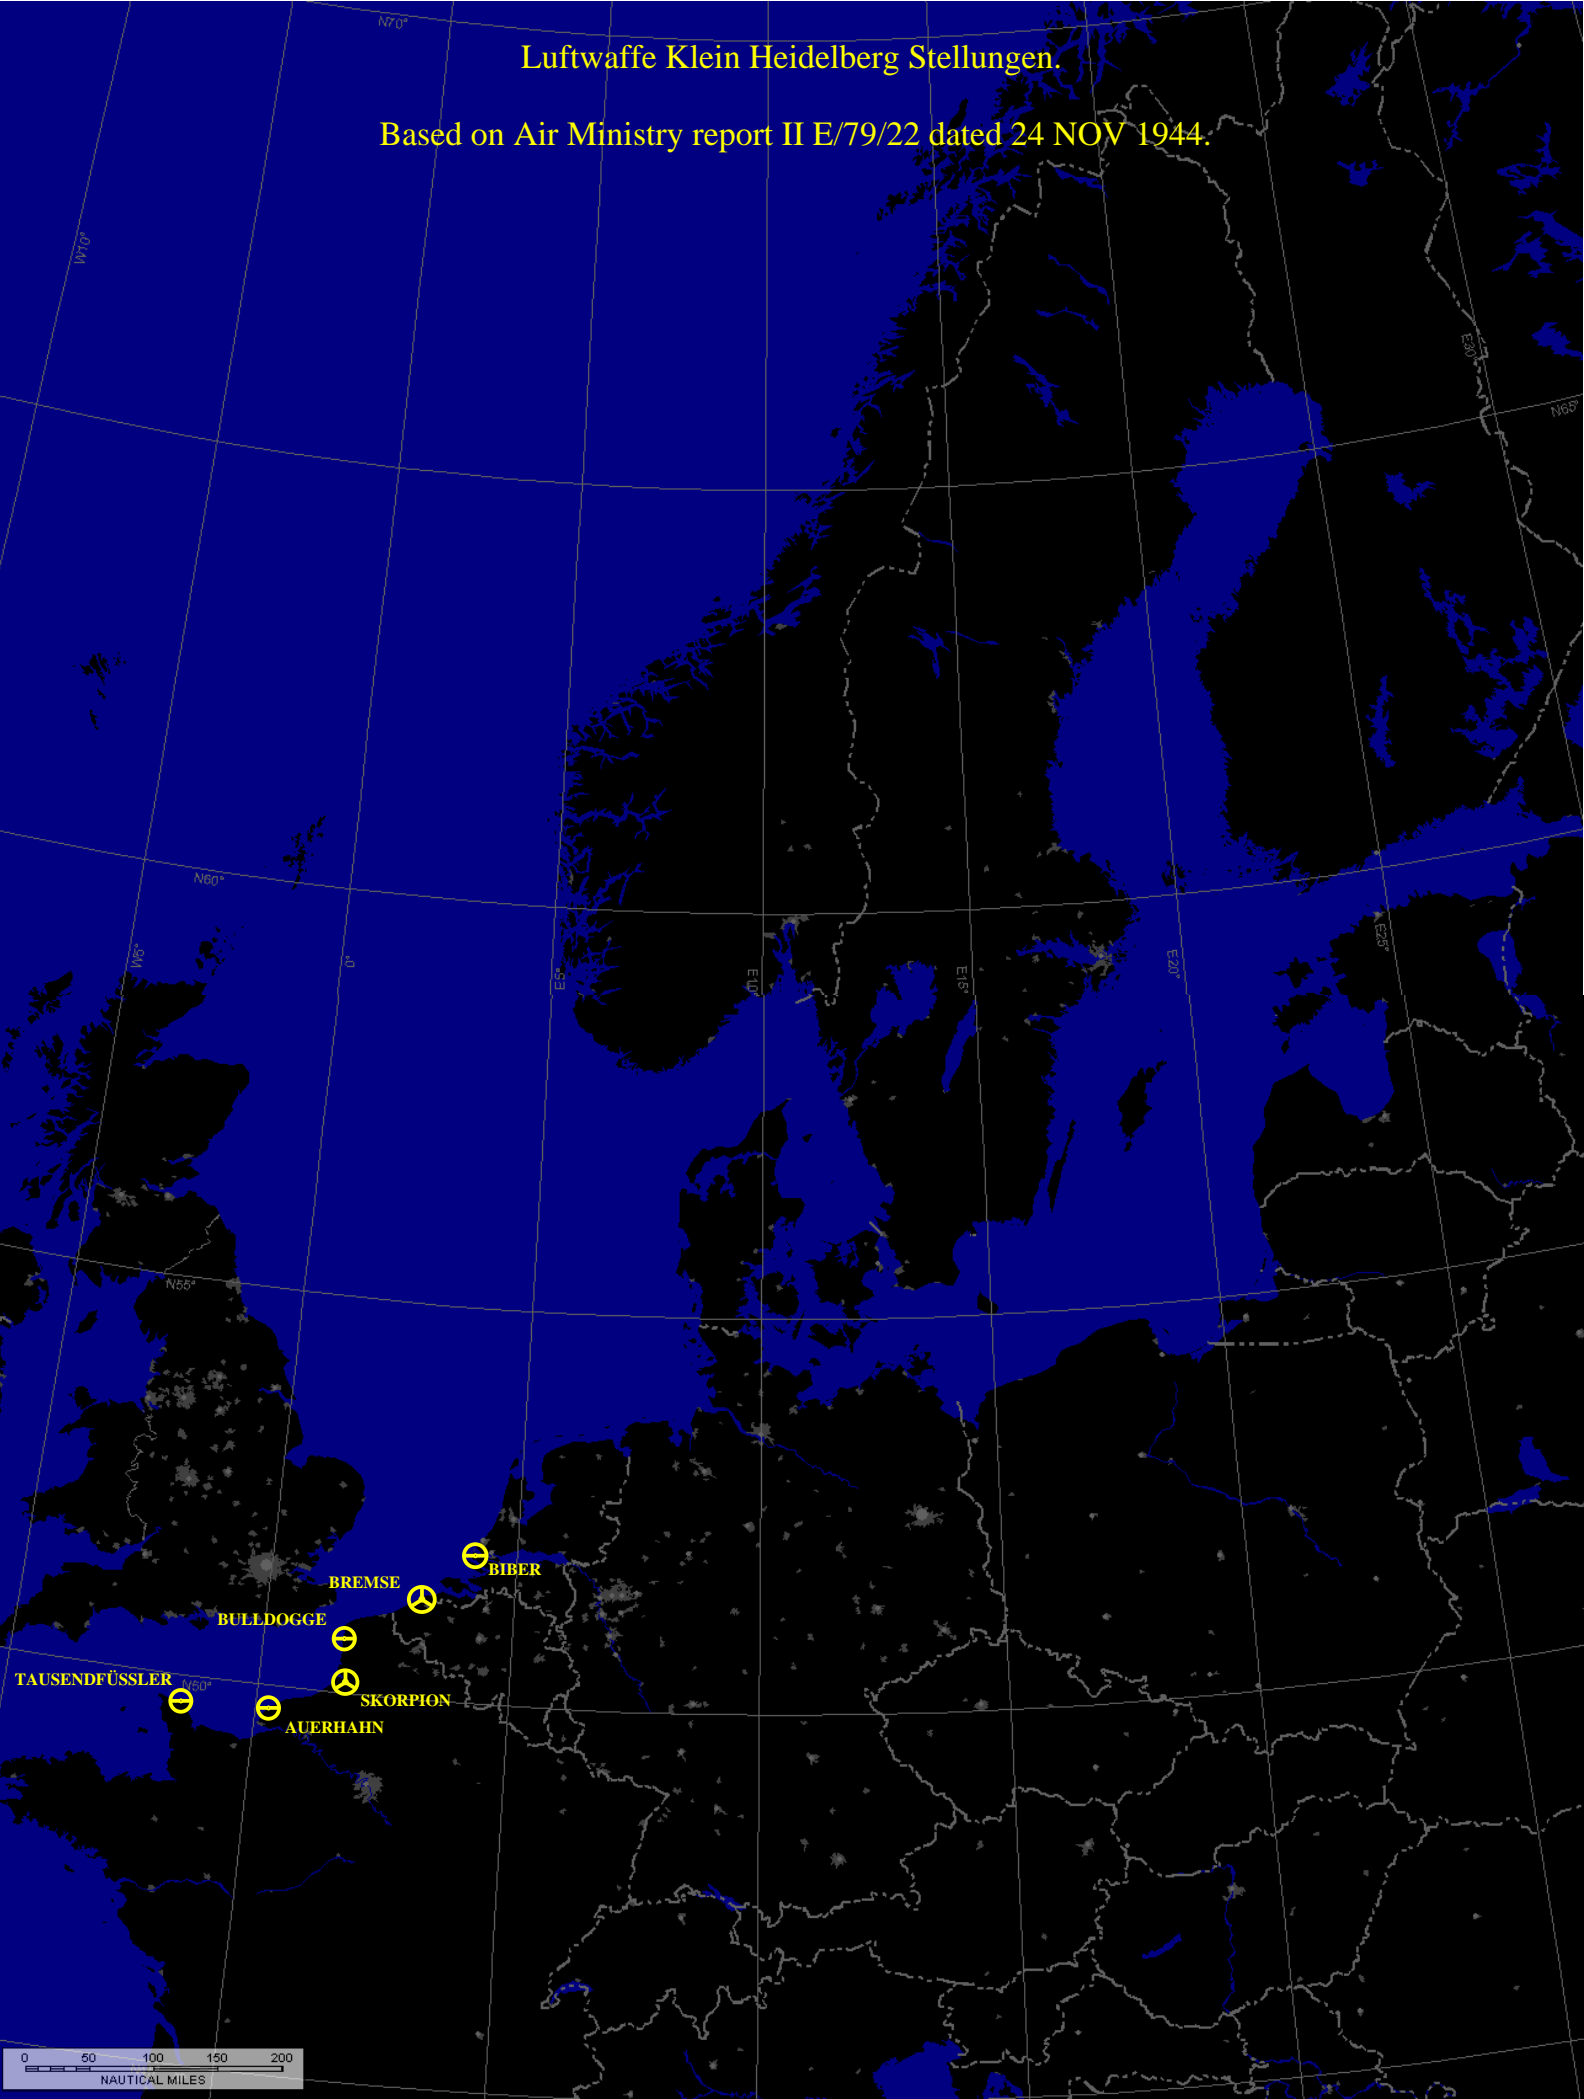 N70°
Luftwaffe Klein Heidelberg Stellungen.
Based on Air Ministry report II E/79/22 dated 24 NOV 1944.
W10°
E30°
N65°
N60°
W5°
0°
E5°
E10°
E15°
E20°
E25°
N55°
BIBER
BREMSE
BULLDOGGE
TAUSENDFÜSSLER
N50°
SKORPION
AUERHAHN
0 50 100 150 200
NAUTICAL MILES